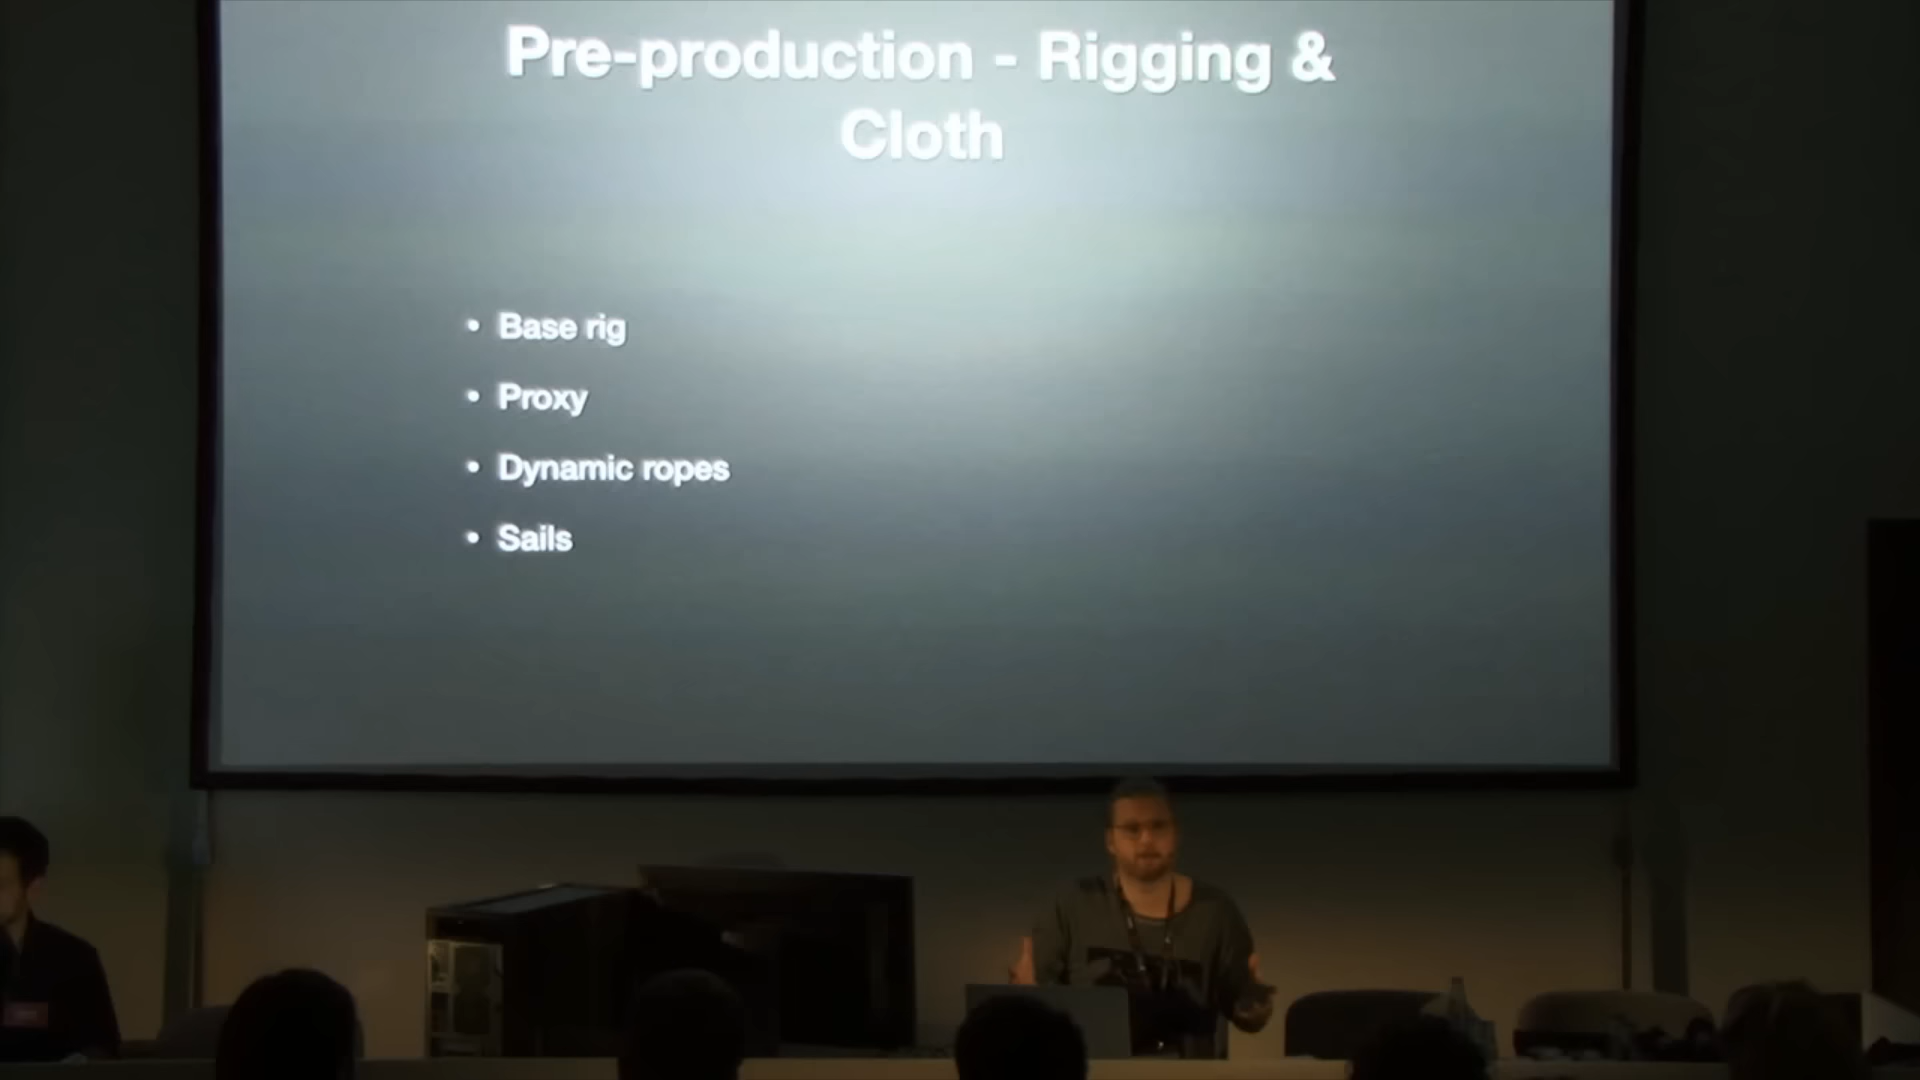 Pre-production - Rigging &
Cloth
• Base rig
• Proxy
• Dynamic ropes
• Sails